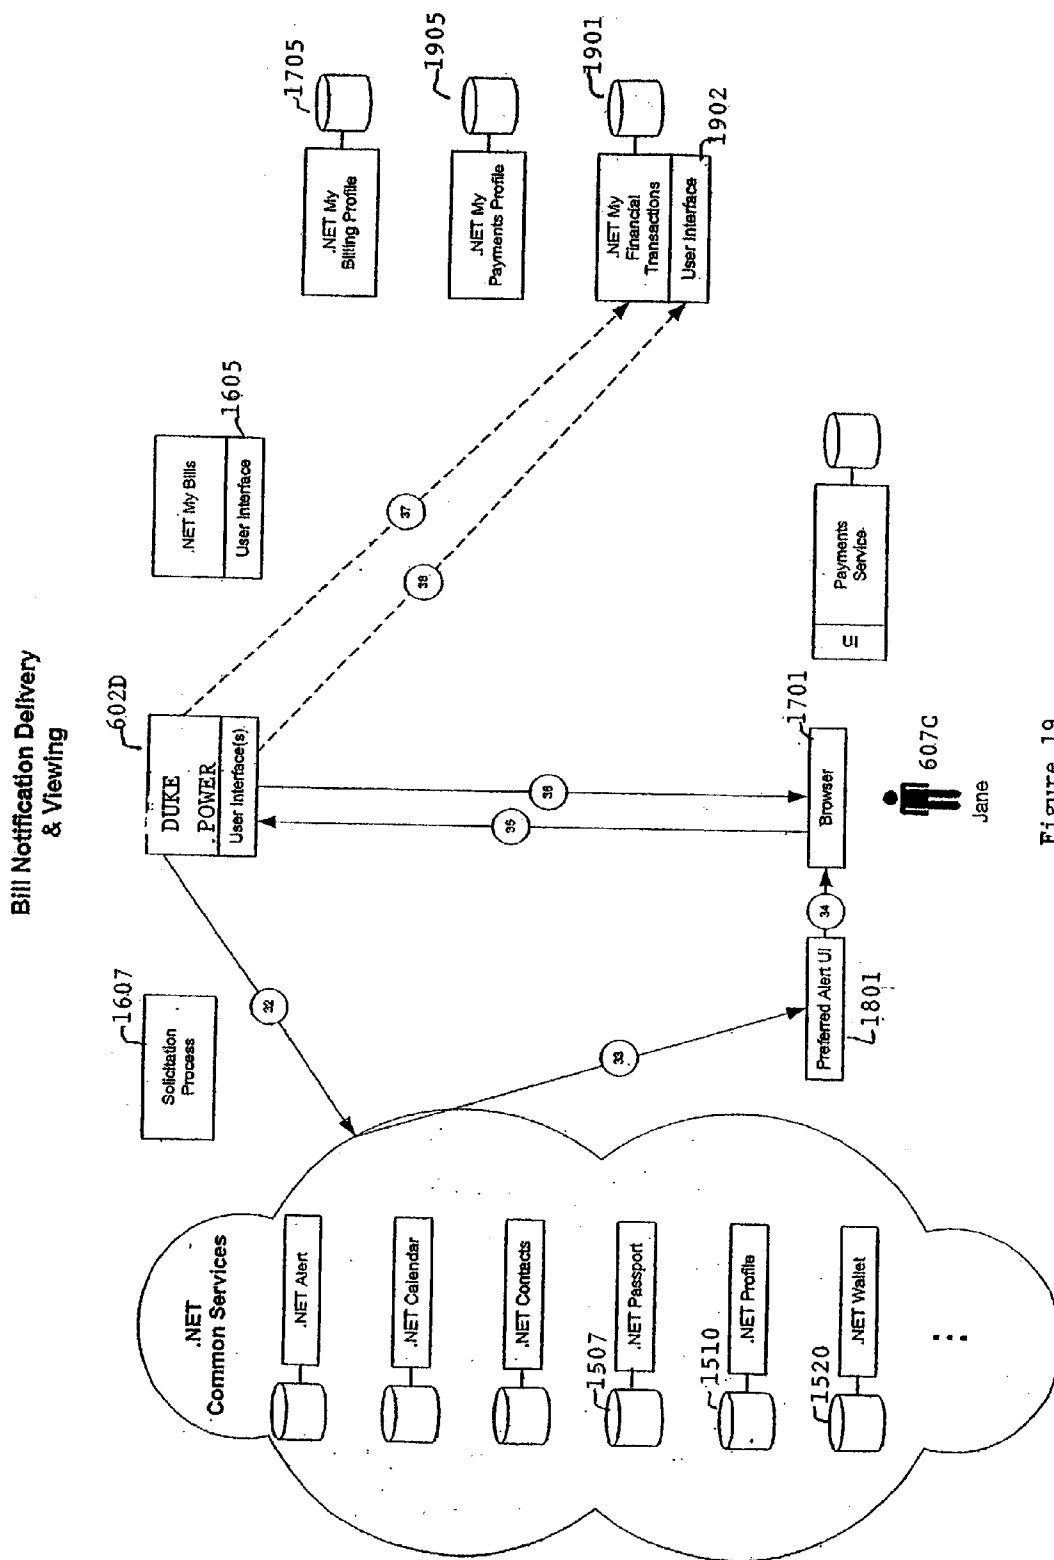 Bill Notification Delivery
& Viewing
.NET
Common Services
.NET Alert
.NET Calendar
.NET Contacts
1507
.NET Passport
1510
.NET Profile
1520
.NET Wallet
...
1607
Solicitation
Process
32
33
602D
DUKE
POWER
User Interface(s)
35
36
34
Preferred Alert UI
1801
Browser
1701
607C
Jane
.NET My Bills
User Interface
1605
37
38
UI
Payments
Service
1705
.NET My
Billing Profile
1905
.NET My
Payments Profile
1901
.NET My
Financial
Transactions
User Interface
1902
Figure 19